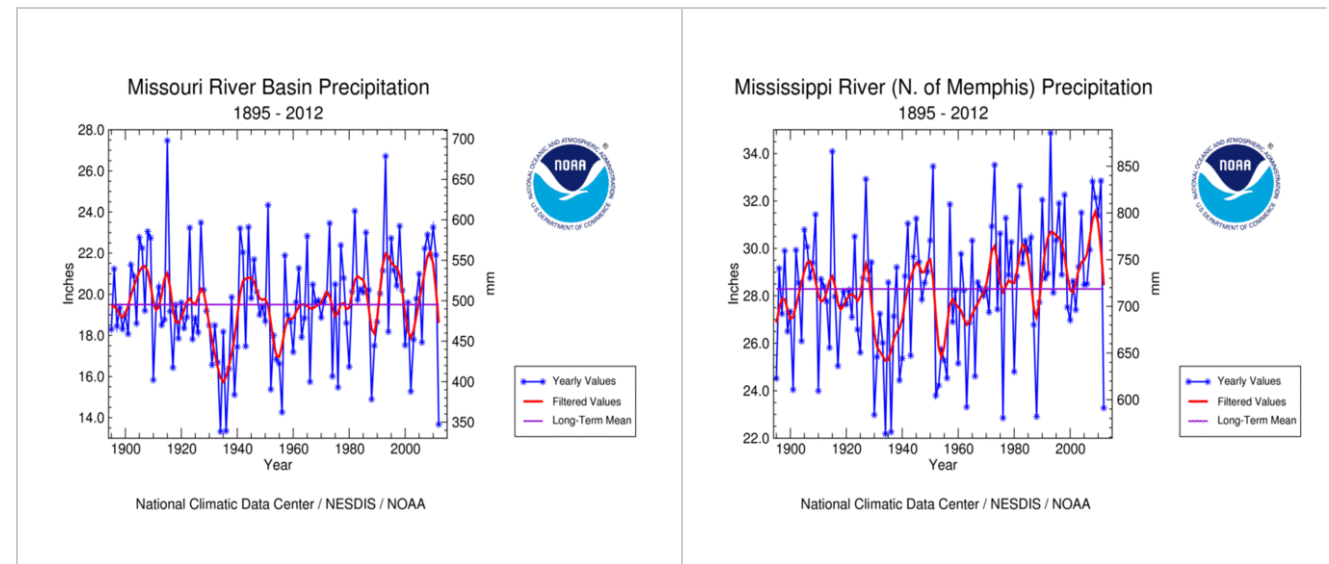 Missouri River Basin Precipitation
1895 - 2012
28.0
26.0
24.0
22.0
20.0
18.0
16.0
14.0
Inches
700
650
600
550
500
450
400
350
mm
1900
1920
1940
1960
1980
2000
Year
NATIONAL OCEANIC AND ATMOSPHERIC ADMINISTRATION
®
NOAA
U.S. DEPARTMENT OF COMMERCE
Yearly Values
Filtered Values
Long-Term Mean
National Climatic Data Center / NESDIS / NOAA
Mississippi River (N. of Memphis) Precipitation
1895 - 2012
34.0
32.0
30.0
28.0
26.0
24.0
22.0
Inches
850
800
750
700
650
600
mm
1900
1920
1940
1960
1980
2000
Year
NATIONAL OCEANIC AND ATMOSPHERIC ADMINISTRATION
®
NOAA
U.S. DEPARTMENT OF COMMERCE
Yearly Values
Filtered Values
Long-Term Mean
National Climatic Data Center / NESDIS / NOAA